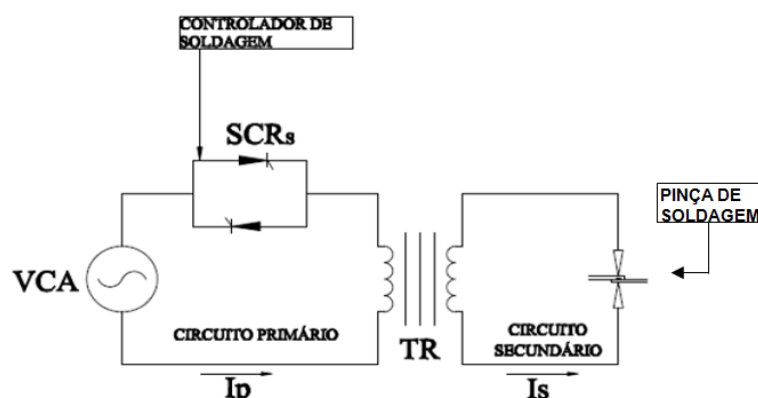 CONTROLADOR DE
SOLDAGEM
SCRs
PINÇA DE
SOLDAGEM
VCA
CIRCUITO PRIMÁRIO
TR
CIRCUITO
SECUNDÁRIO
Ip
Is